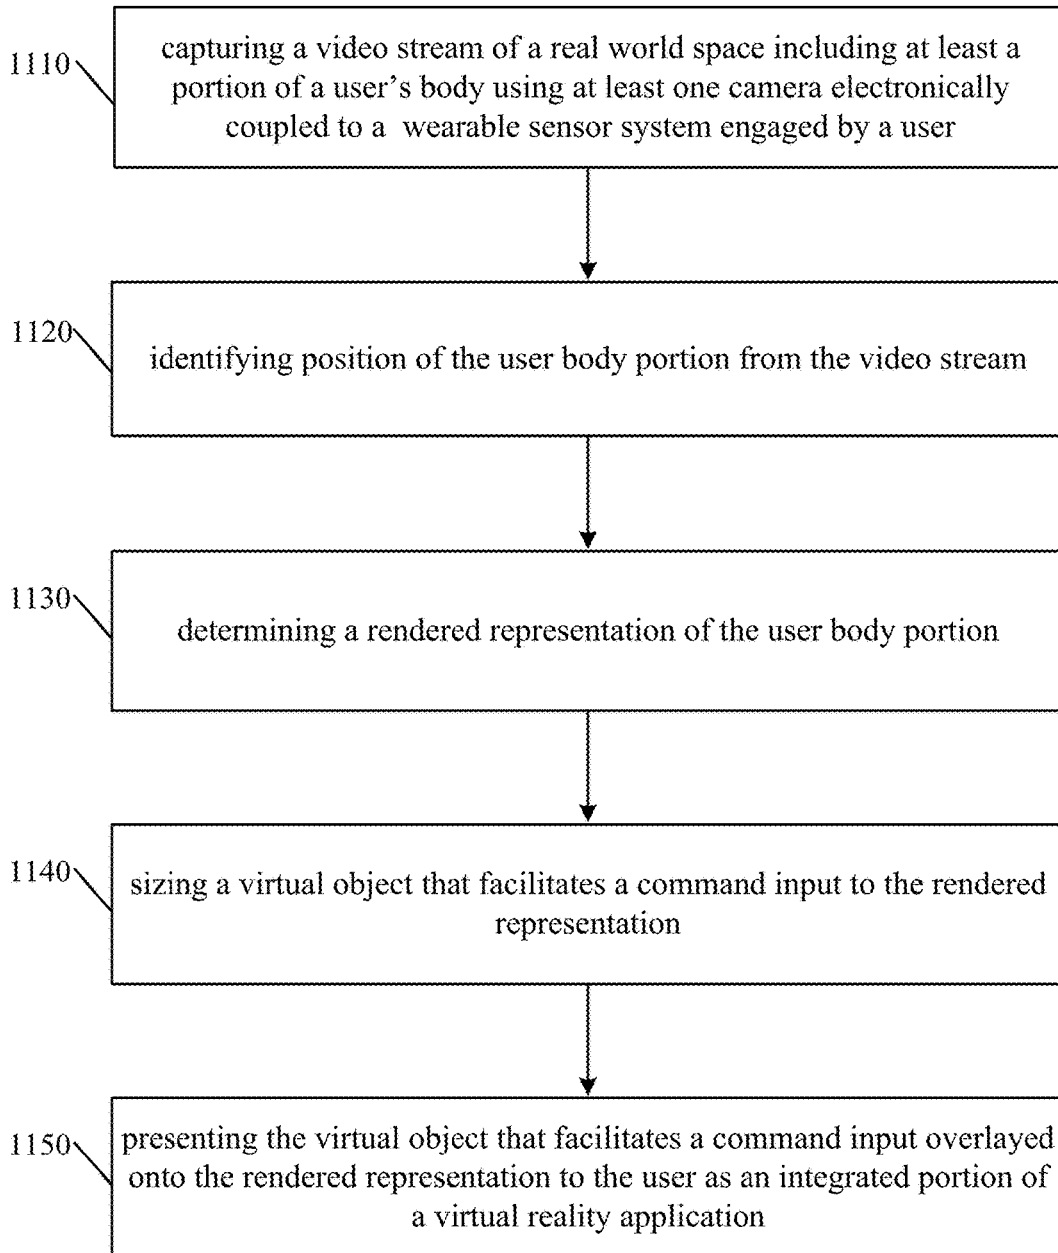 1110
capturing a video stream of a real world space including at least a
portion of a user's body using at least one camera electronically
coupled to a wearable sensor system engaged by a user
1120
identifying position of the user body portion from the video stream
1130
determining a rendered representation of the user body portion
1140
sizing a virtual object that facilitates a command input to the rendered
representation
1150
presenting the virtual object that facilitates a command input overlayed
onto the rendered representation to the user as an integrated portion of
a virtual reality application